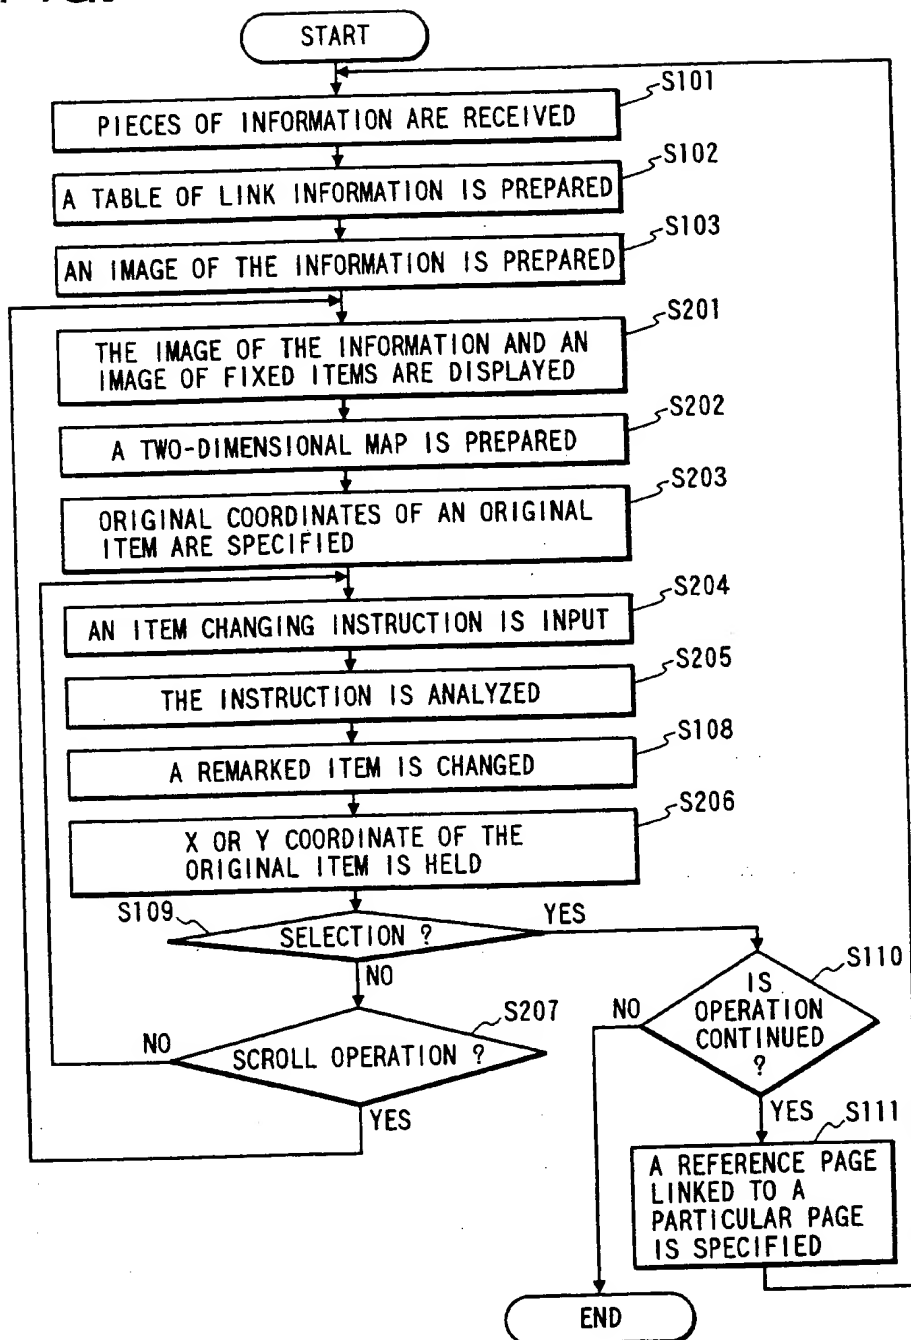 START
S101
PIECES OF INFORMATION ARE RECEIVED
S102
A TABLE OF LINK INFORMATION IS PREPARED
S103
AN IMAGE OF THE INFORMATION IS PREPARED
S201
THE IMAGE OF THE INFORMATION AND AN
IMAGE OF FIXED ITEMS ARE DISPLAYED
S202
A TWO-DIMENSIONAL MAP IS PREPARED
S203
ORIGINAL COORDINATES OF AN ORIGINAL
ITEM ARE SPECIFIED
S204
AN ITEM CHANGING INSTRUCTION IS INPUT
S205
THE INSTRUCTION IS ANALYZED
S108
A REMARKED ITEM IS CHANGED
S206
X OR Y COORDINATE OF THE
ORIGINAL ITEM IS HELD
S109
SELECTION ?
YES
NO
S110
IS
OPERATION
CONTINUED
?
NO
YES
S207
SCROLL OPERATION ?
NO
YES
S111
A REFERENCE PAGE
LINKED TO A
PARTICULAR PAGE
IS SPECIFIED
END